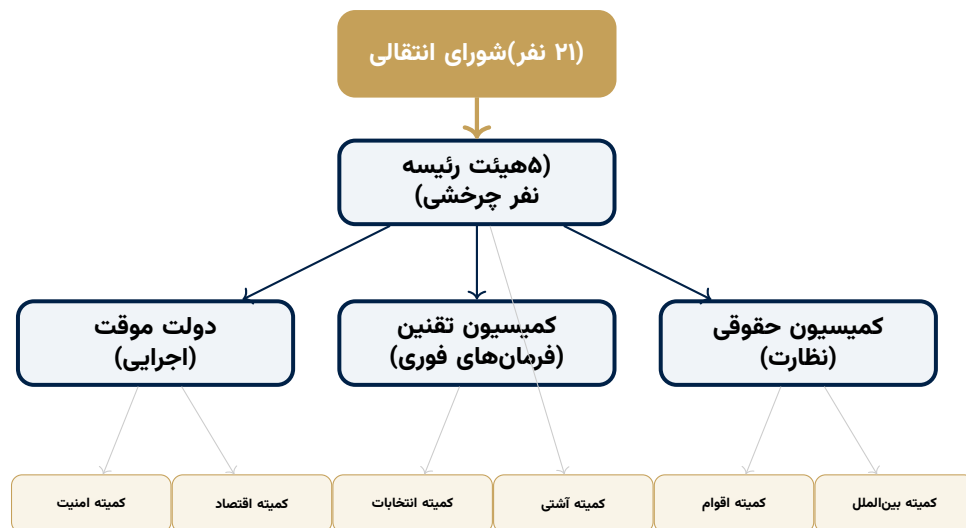 (۲۱ نفر)شورای انتقالی
(۵هیئت رئیسه
نفر چرخشی)
کمیسیون حقوقی
(نظارت)
کمیسیون تقنین
(فرمان‌های فوری)
دولت موقت
(اجرایی)
کمیته بین‌الملل
کمیته اقوام
کمیته آشتی
کمیته انتخابات
کمیته اقتصاد
کمیته امنیت